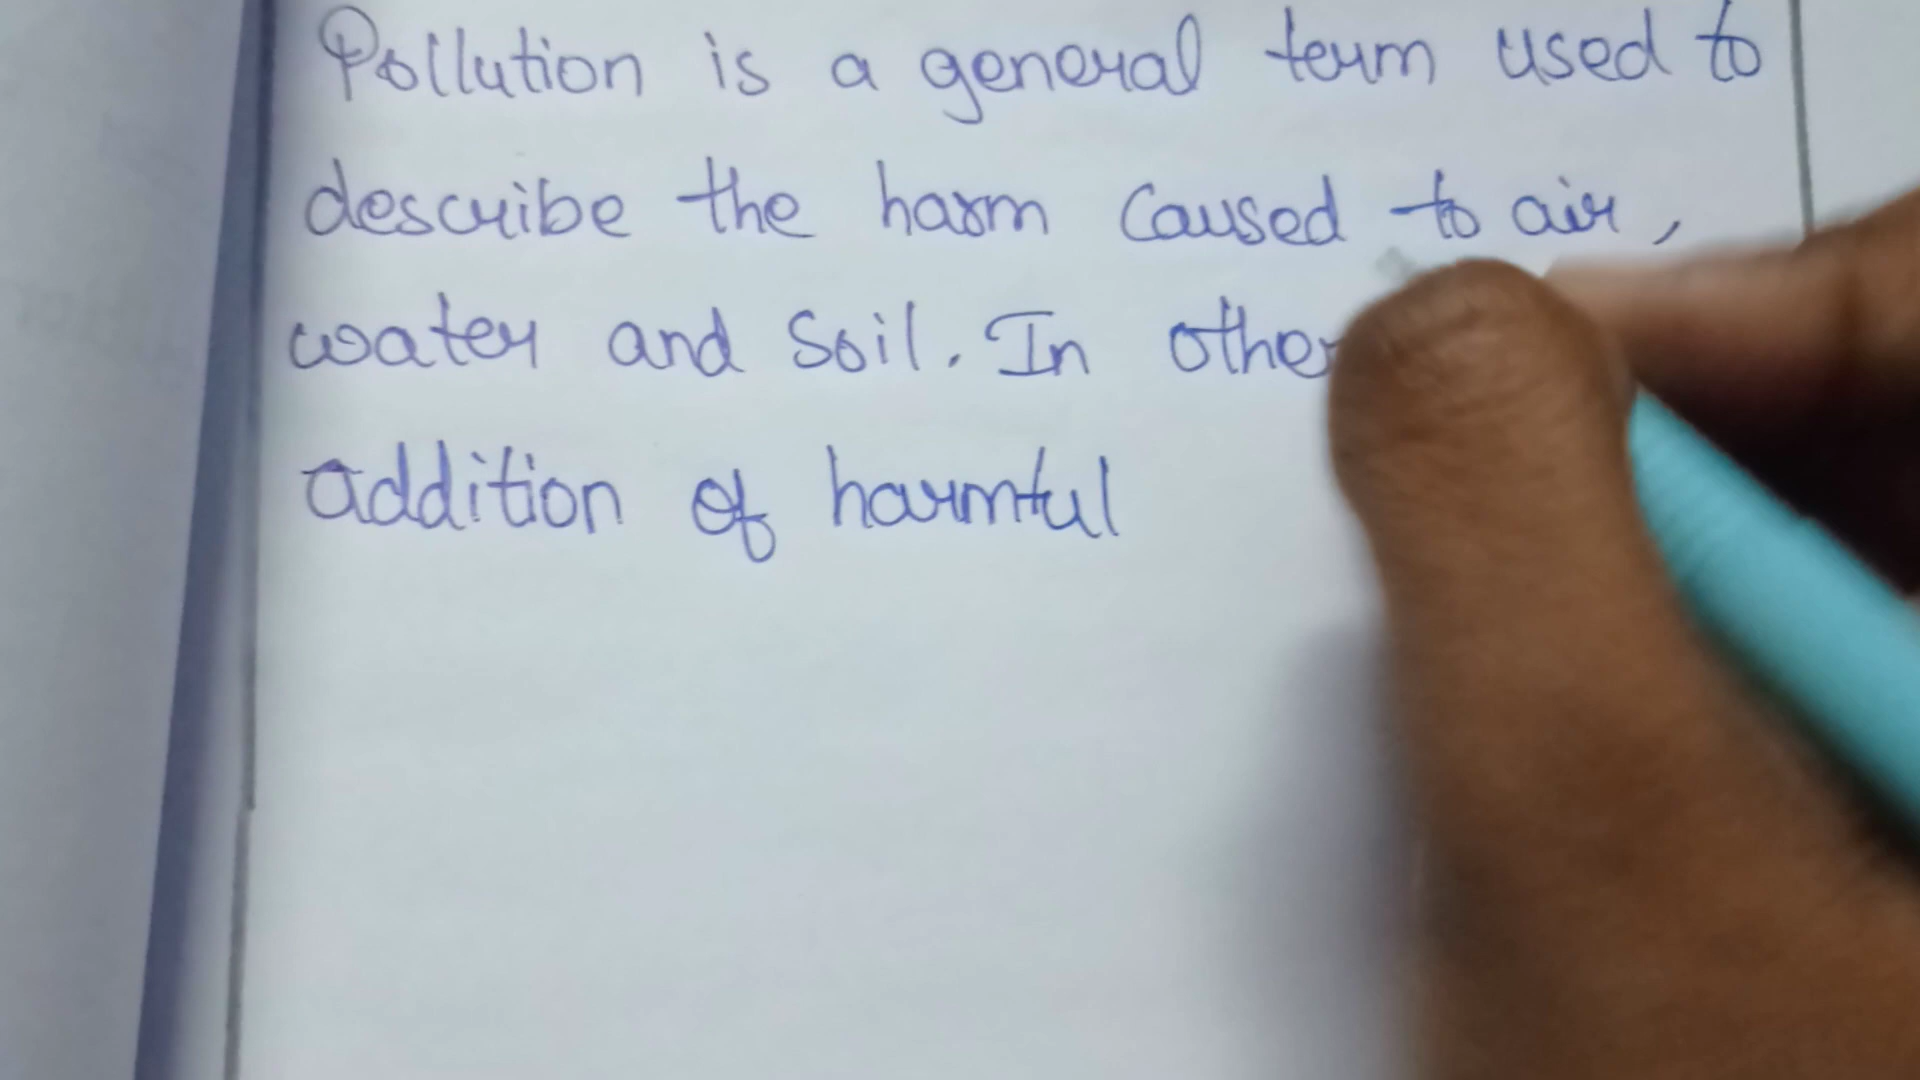 Pollution is a general term used to
describe the harm caused to air,
water and Soil. In other
addition of harmful